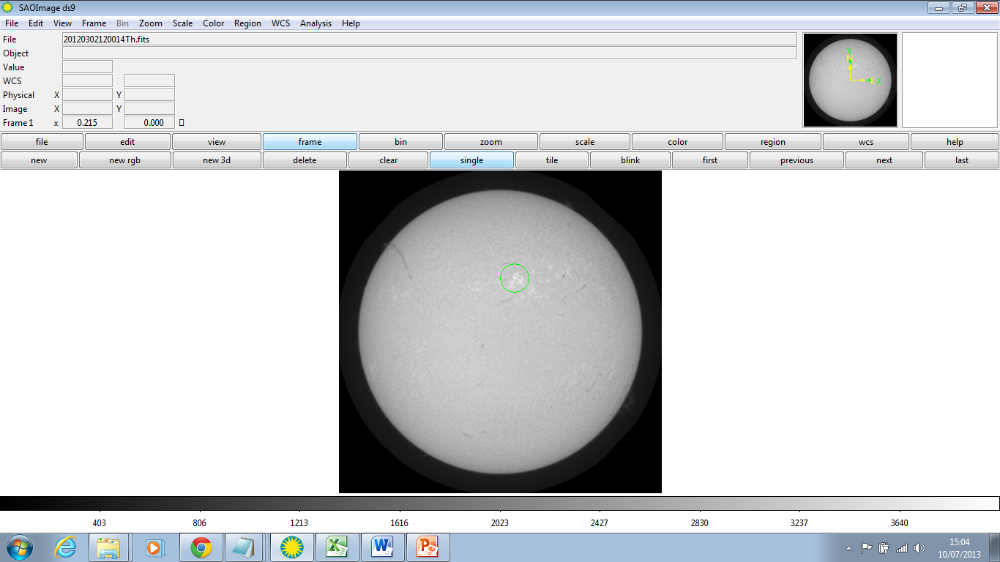 SAOImage ds9
File Edit View Frame Bin Zoom Scale Color Region WCS Analysis Help
File 20120302120014Th.fits
Object
Value
WCS
Physical X Y
Image X Y
Frame 1 x 0.215 0.000
N
E X
file edit view frame bin zoom scale color region wcs help
new new rgb new 3d delete clear single tile blink first previous next last
403 806 1213 1616 2023 2427 2830 3237 3640
15:04
10/07/2013